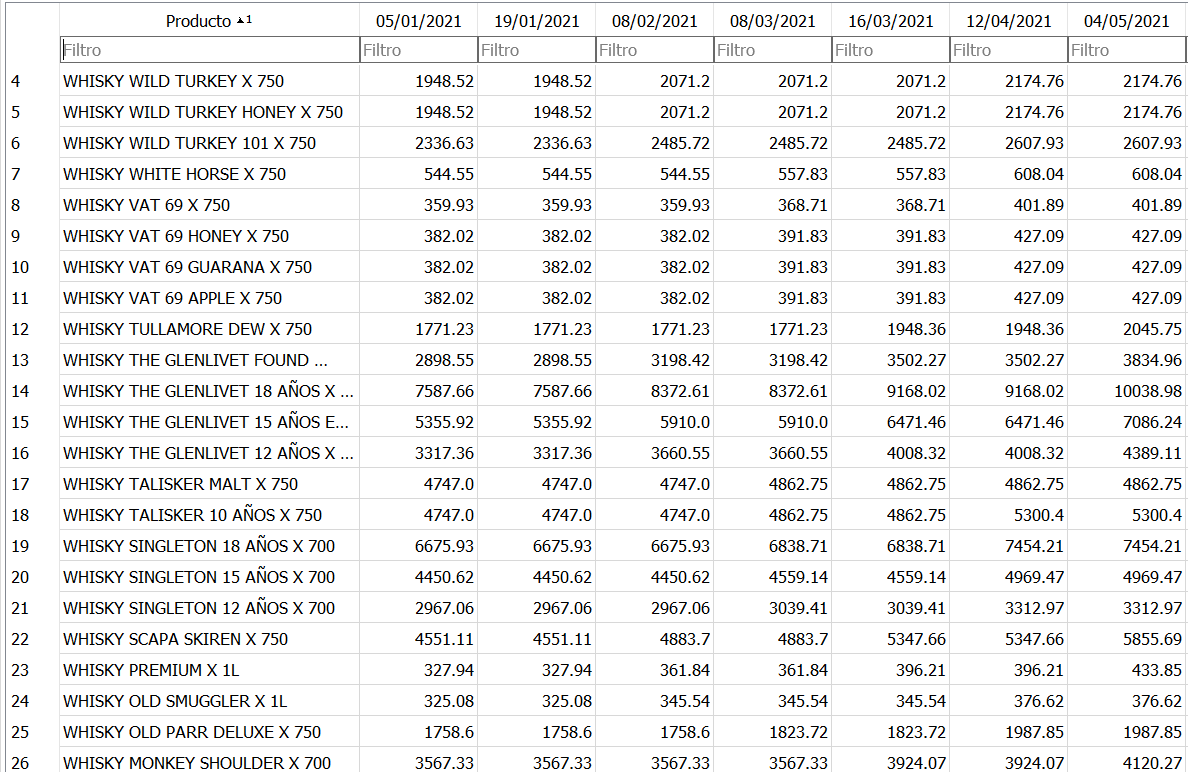 Producto 1 05/01/2021 19/01/2021 08/02/2021 08/03/2021 16/03/2021 12/04/2021 04/05/2021
Filtro Filtro Filtro Filtro Filtro Filtro Filtro Filtro
4 WHISKY WILD TURKEY X 750 1948.52 1948.52 2071.2 2071.2 2071.2 2174.76 2174.76
5 WHISKY WILD TURKEY HONEY X 750 1948.52 1948.52 2071.2 2071.2 2071.2 2174.76 2174.76
6 WHISKY WILD TURKEY 101 X 750 2336.63 2336.63 2485.72 2485.72 2485.72 2607.93 2607.93
7 WHISKY WHITE HORSE X 750 544.55 544.55 544.55 557.83 557.83 608.04 608.04
8 WHISKY VAT 69 X 750 359.93 359.93 359.93 368.71 368.71 401.89 401.89
9 WHISKY VAT 69 HONEY X 750 382.02 382.02 382.02 391.83 391.83 427.09 427.09
10 WHISKY VAT 69 GUARANA X 750 382.02 382.02 382.02 391.83 391.83 427.09 427.09
11 WHISKY VAT 69 APPLE X 750 382.02 382.02 382.02 391.83 391.83 427.09 427.09
12 WHISKY TULLAMORE DEW X 750 1771.23 1771.23 1771.23 1771.23 1948.36 1948.36 2045.75
13 WHISKY THE GLENLIVET FOUND ... 2898.55 2898.55 3198.42 3198.42 3502.27 3502.27 3834.96
14 WHISKY THE GLENLIVET 18 AÑOS X ... 7587.66 7587.66 8372.61 8372.61 9168.02 9168.02 10038.98
15 WHISKY THE GLENLIVET 15 AÑOS E... 5355.92 5355.92 5910.0 5910.0 6471.46 6471.46 7086.24
16 WHISKY THE GLENLIVET 12 AÑOS X ... 3317.36 3317.36 3660.55 3660.55 4008.32 4008.32 4389.11
17 WHISKY TALISKER MALT X 750 4747.0 4747.0 4747.0 4862.75 4862.75 4862.75 4862.75
18 WHISKY TALISKER 10 AÑOS X 750 4747.0 4747.0 4747.0 4862.75 4862.75 5300.4 5300.4
19 WHISKY SINGLETON 18 AÑOS X 700 6675.93 6675.93 6675.93 6838.71 6838.71 7454.21 7454.21
20 WHISKY SINGLETON 15 AÑOS X 700 4450.62 4450.62 4450.62 4559.14 4559.14 4969.47 4969.47
21 WHISKY SINGLETON 12 AÑOS X 700 2967.06 2967.06 2967.06 3039.41 3039.41 3312.97 3312.97
22 WHISKY SCAPA SKIREN X 750 4551.11 4551.11 4883.7 4883.7 5347.66 5347.66 5855.69
23 WHISKY PREMIUM X 1L 327.94 327.94 361.84 361.84 396.21 396.21 433.85
24 WHISKY OLD SMUGGLER X 1L 325.08 325.08 345.54 345.54 345.54 376.62 376.62
25 WHISKY OLD PARR DELUXE X 750 1758.6 1758.6 1758.6 1823.72 1823.72 1987.85 1987.85
26 WHISKY MONKEY SHOULDER X 700 3567.33 3567.33 3567.33 3567.33 3924.07 3924.07 4120.27